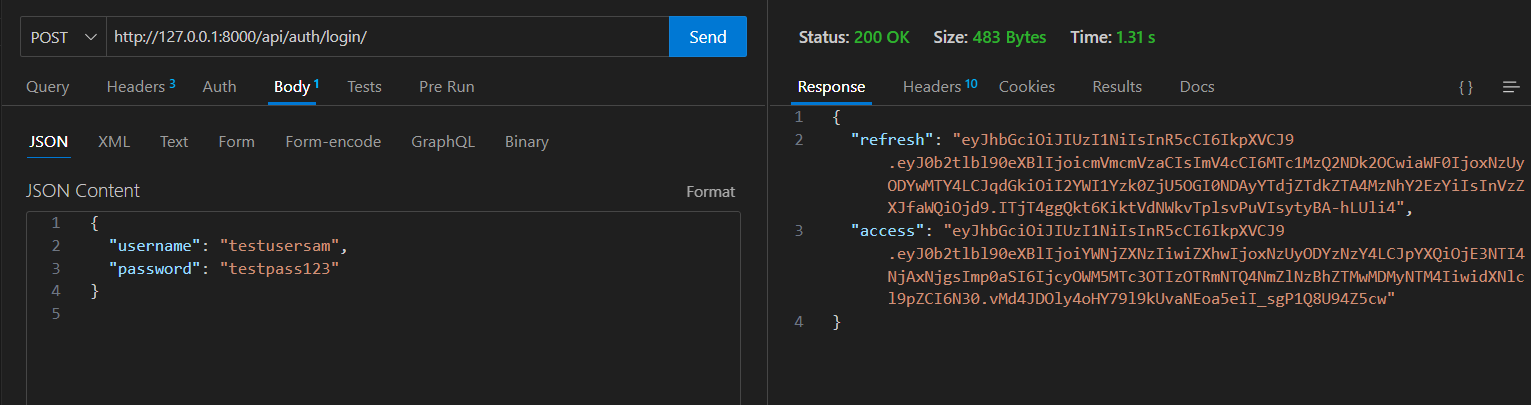 POST
http://127.0.0.1:8000/api/auth/login/
Send
Query
Headers 3
Auth
Body 1
Tests
Pre Run
JSON
XML
Text
Form
Form-encode
GraphQL
Binary
JSON Content
Format
1 {
2 "username": "testusersam",
3 "password": "testpass123"
4 }
5
Status: 200 OK Size: 483 Bytes Time: 1.31 s
Response
Headers 10
Cookies
Results
Docs
{ }
1 {
2 "refresh": "eyJhbGciOiJIUzI1NiIsInR5cCI6IkpXVCJ9
.eyJ0b2tlbl90eXBlIjoicmVmcmVzaCIsImV4cCI6MTc1MzQ2NDk2OCwiaWF0IjoxNzUy
ODYwMTY4LCJqdGkiOiI2YWI1Yzk0ZjU5OGI0NDAyYTdjZTdkZTA4MzNhY2EzYiIsInVzZ
XJfaWQiOjd9.ITjT4ggQkt6KiktVdNWkvTplsvPuVIsytyBA-hLUli4",
3 "access": "eyJhbGciOiJIUzI1NiIsInR5cCI6IkpXVCJ9
.eyJ0b2tlbl90eXBlIjoiYWNjZXNzIiwiZXhwIjoxNzUyODYzNzY4LCJpYXQiOjE3NTI4
NjAxNjgsImp0aSI6IjcyOWM5MTc3OTIzOTRmNTQ4NmZlNzBhZTMwMDMyNTM4IiwidXNlc
l9pZCI6N30.vMd4JDOly4oHY79l9kUvaNEoa5eiI_sgP1Q8U94Z5cw"
4 }